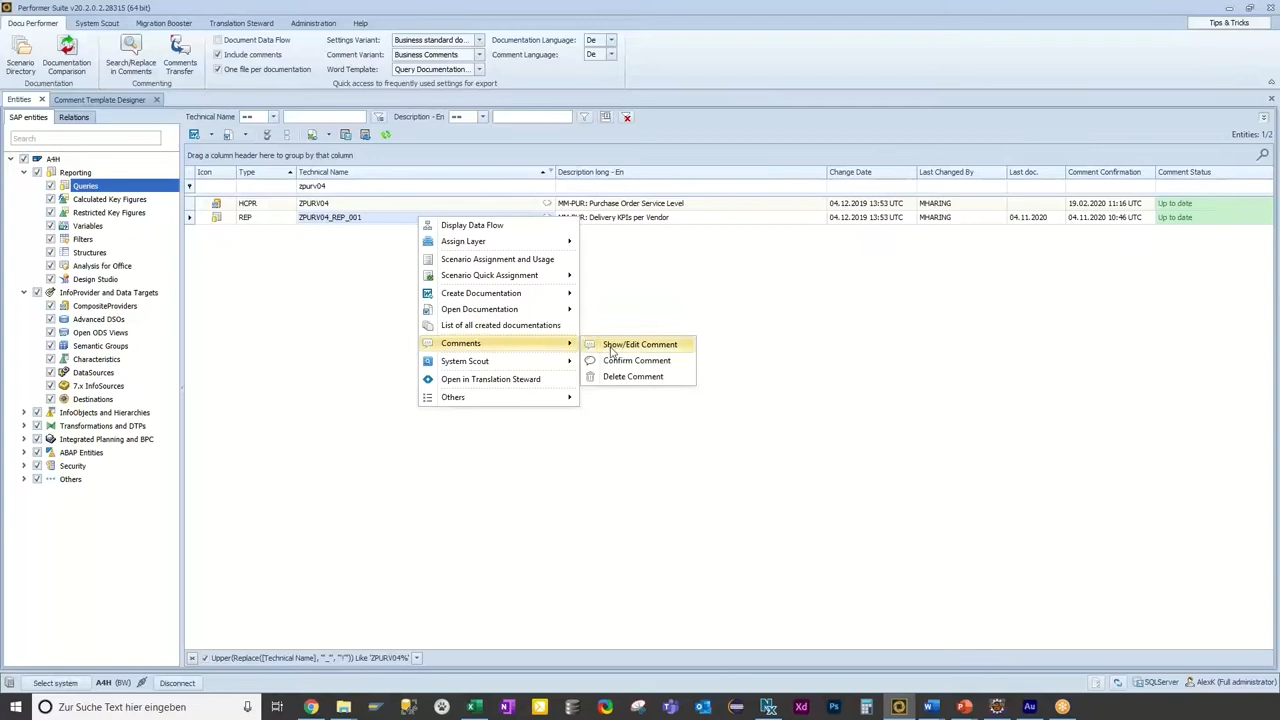 Performer Suite v20.2.0.2.28315 (64 bit)
Docu Performer System Scout Migration Booster Translation Steward Administration Help Tips & Tricks
Scenario Directory
Documentation Comparison
Documentation
Search/Replace in Comments
Comments Transfer
Commenting
Document Data Flow
Include comments
One file per documentation
Settings Variant: Business standard do...
Comment Variant: Business Comments
Word Template: Query Documentation...
Documentation Language: De
Comment Language: De
Quick access to frequently used settings for export
Entities Comment Template Designer
SAP entities Relations
Search
A4H
Reporting
Queries
Calculated Key Figures
Restricted Key Figures
Variables
Filters
Structures
Analysis for Office
Design Studio
InfoProvider and Data Targets
CompositeProviders
Advanced DSOs
Open ODS Views
Semantic Groups
Characteristics
DataSources
7.x InfoSources
Destinations
InfoObjects and Hierarchies
Transformations and DTPs
Integrated Planning and BPC
ABAP Entities
Security
Others
Technical Name == Description - En ==
Entities: 1/2
Drag a column header here to group by that column
Icon Type Technical Name Description long - En Change Date Last Changed By Last doc. Comment Confirmation Comment Status
zpurv04
HCPR ZPURV04 MM-PUR: Purchase Order Service Level 04.12.2019 13:53 UTC MHARING 19.02.2020 11:16 UTC Up to date
REP ZPURV04_REP_001 MM-PUR: Delivery KPIs per Vendor 04.12.2019 13:53 UTC MHARING 04.11.2020 04.11.2020 10:46 UTC Up to date
Display Data Flow
Assign Layer
Scenario Assignment and Usage
Scenario Quick Assignment
Create Documentation
Open Documentation
List of all created documentations
Comments
System Scout
Open in Translation Steward
Others
Show/Edit Comment
Confirm Comment
Delete Comment
Upper(Replace([Technical Name], "_", "!")) Like 'ZPURV04%'
Select system A4H (BW) Disconnect SQLServer AlexK (Full administrator)
Zur Suche Text hier eingeben